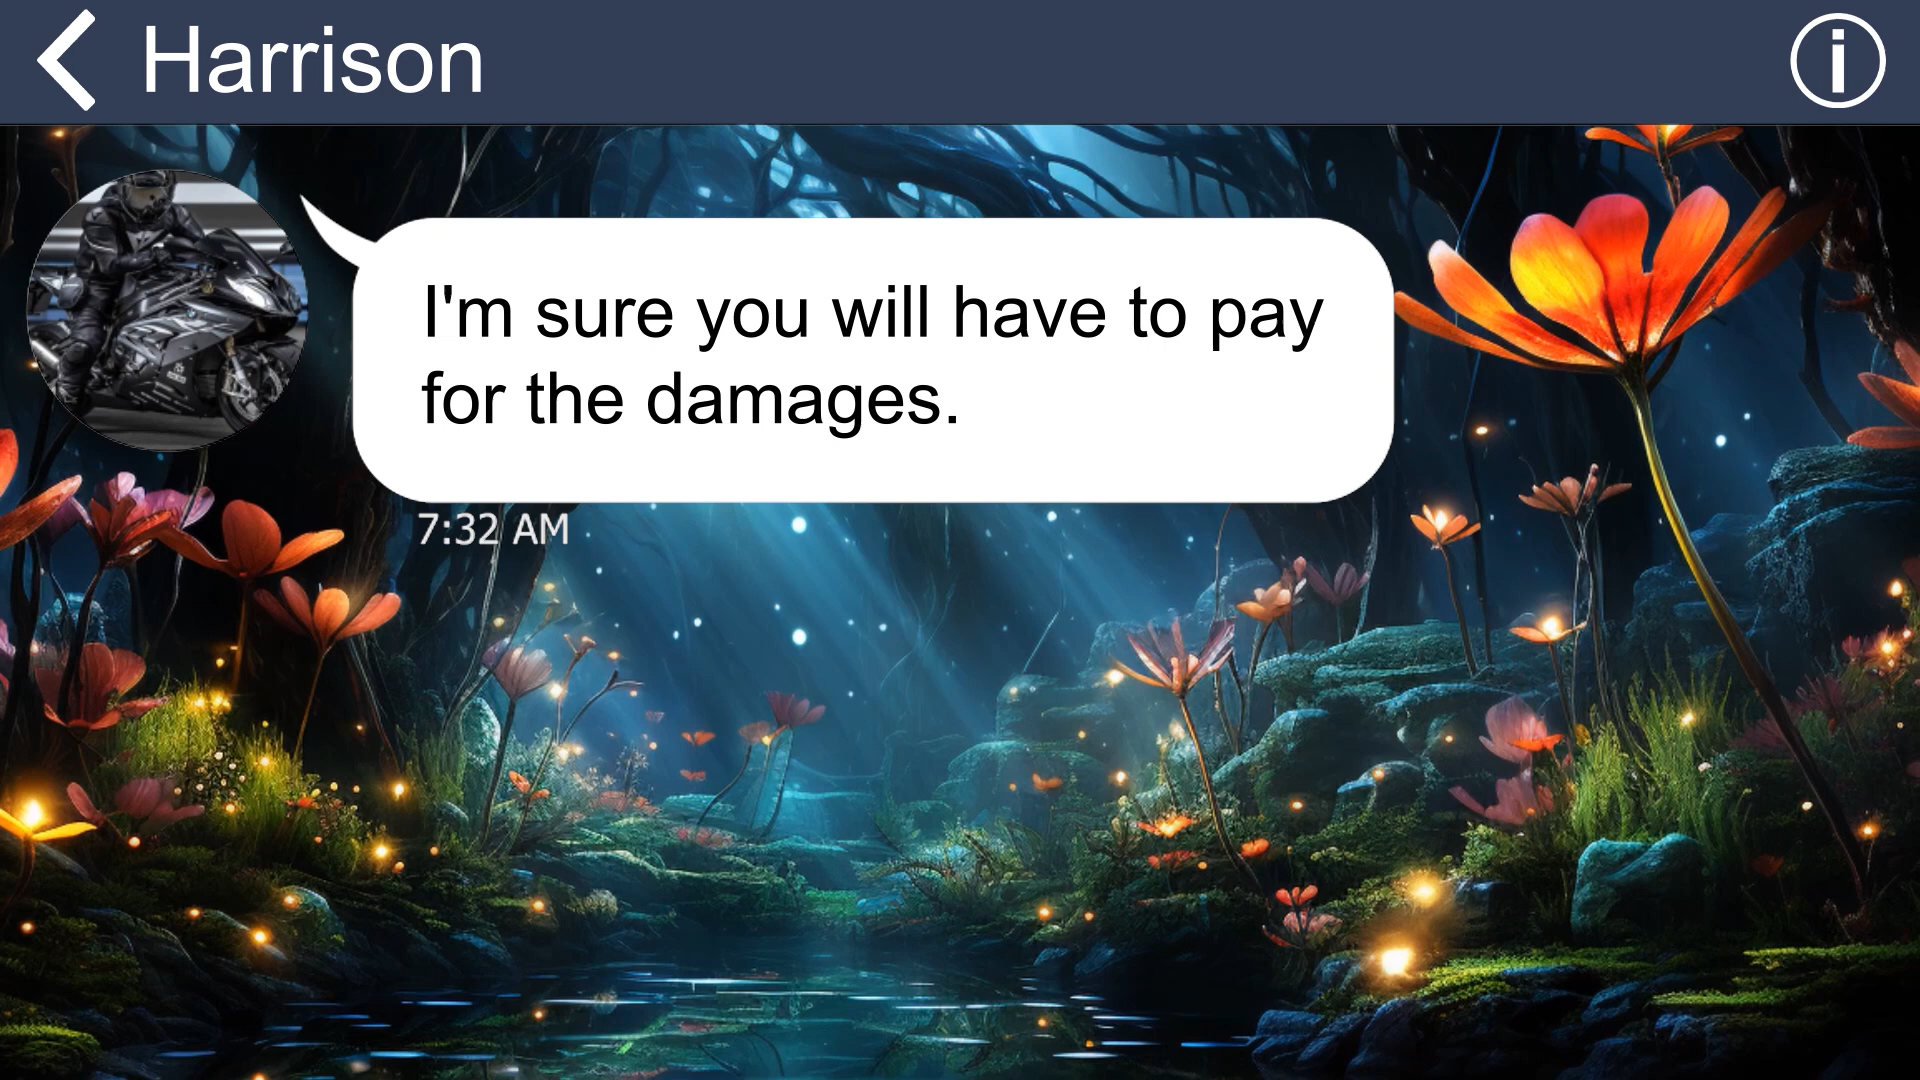 Harrison
I'm sure you will have to pay
for the damages.
7:32 AM